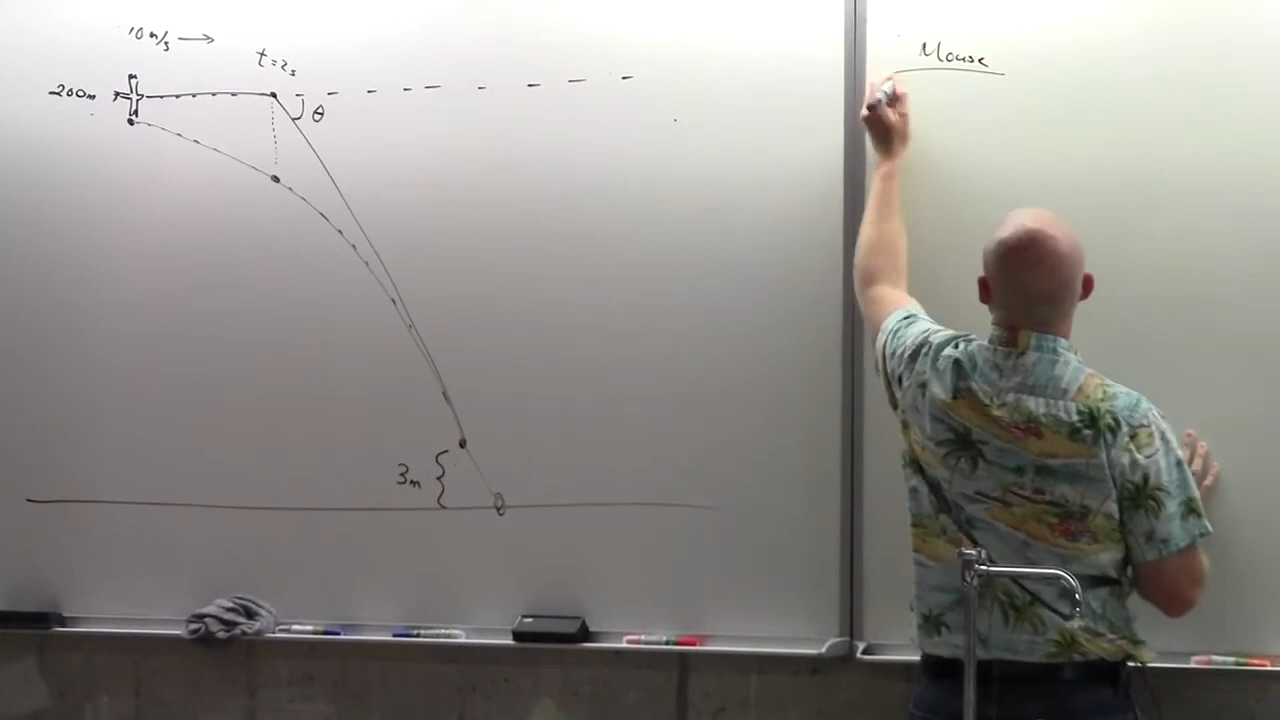 10 m/s →
t = 2s
200m
θ
3m
Mouse